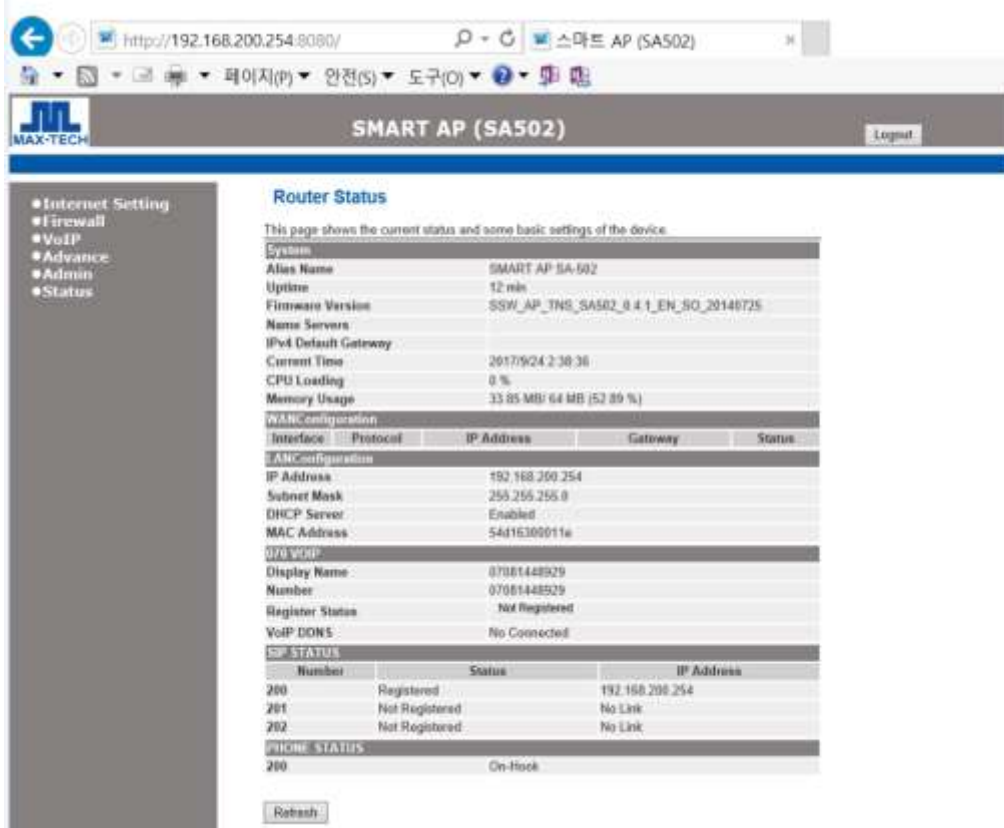 http://192.168.200.254:8080/ 스마트 AP (SA502)
페이지(P) 안전(S) 도구(O)
MAX-TECH
SMART AP (SA502)
Logout
Internet Setting
Firewall
VoIP
Advance
Admin
Status
Router Status
This page shows the current status and some basic settings of the device.
System
Alias Name SMART AP SA-502
Uptime 12 min
Firmware Version SSW_AP_TNS_SA502_0.4.1_EN_SO_20140725
Name Servers
IPv4 Default Gateway
Current Time 2017/9/24 2:38:36
CPU Loading 0 %
Memory Usage 33.85 MB/ 64 MB (52.89 %)
WANConfiguration
Interface Protocol IP Address Gateway Status
LANConfiguration
IP Address 192.168.200.254
Subnet Mask 255.255.255.0
DHCP Server Enabled
MAC Address 54d16300011e
070 VOIP
Display Name 07081448929
Number 07081448929
Register Status Not Registered
VoIP DDNS No Connected
SIP STATUS
Number Status IP Address
200 Registered 192.168.200.254
201 Not Registered No Link
202 Not Registered No Link
PHONE STATUS
200 On-Hook
Refresh